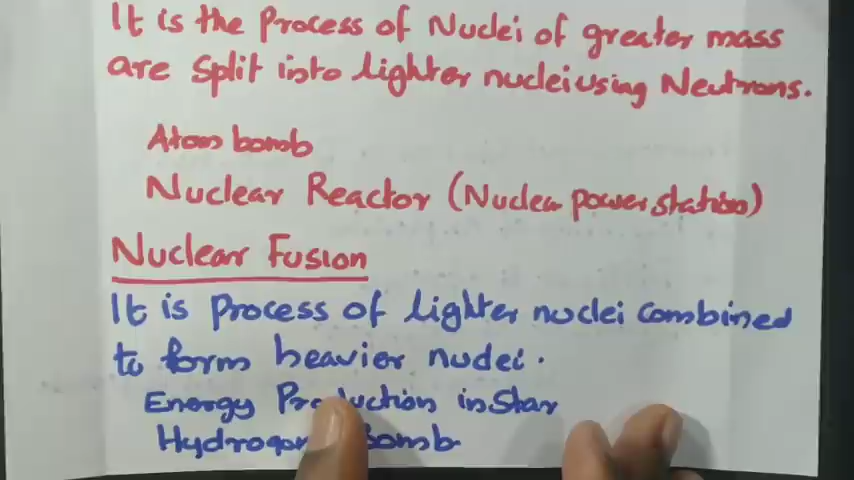 It is the Process of Nuclei of greater mass
are split into lighter nuclei using Neutrons.
Atom bomb
Nuclear Reactor (Nuclear power station)
Nuclear Fusion
It is process of lighter nuclei combined
to form heavier nuclei.
Energy Production in Star
Hydrogen Bomb